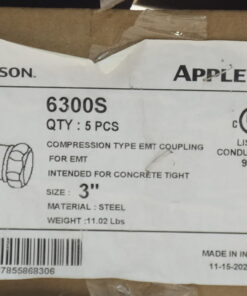 SON. APPLE
6300S
QTY : 5 PCS
COMPRESSION TYPE EMT COUPLING
FOR EMT
INTENDED FOR CONCRETE TIGHT
SIZE : 3"
MATERIAL : STEEL
WEIGHT : 11.02 Lbs
C
LIS
CONDU
9
MADE IN IN
11-15-202
7855868306